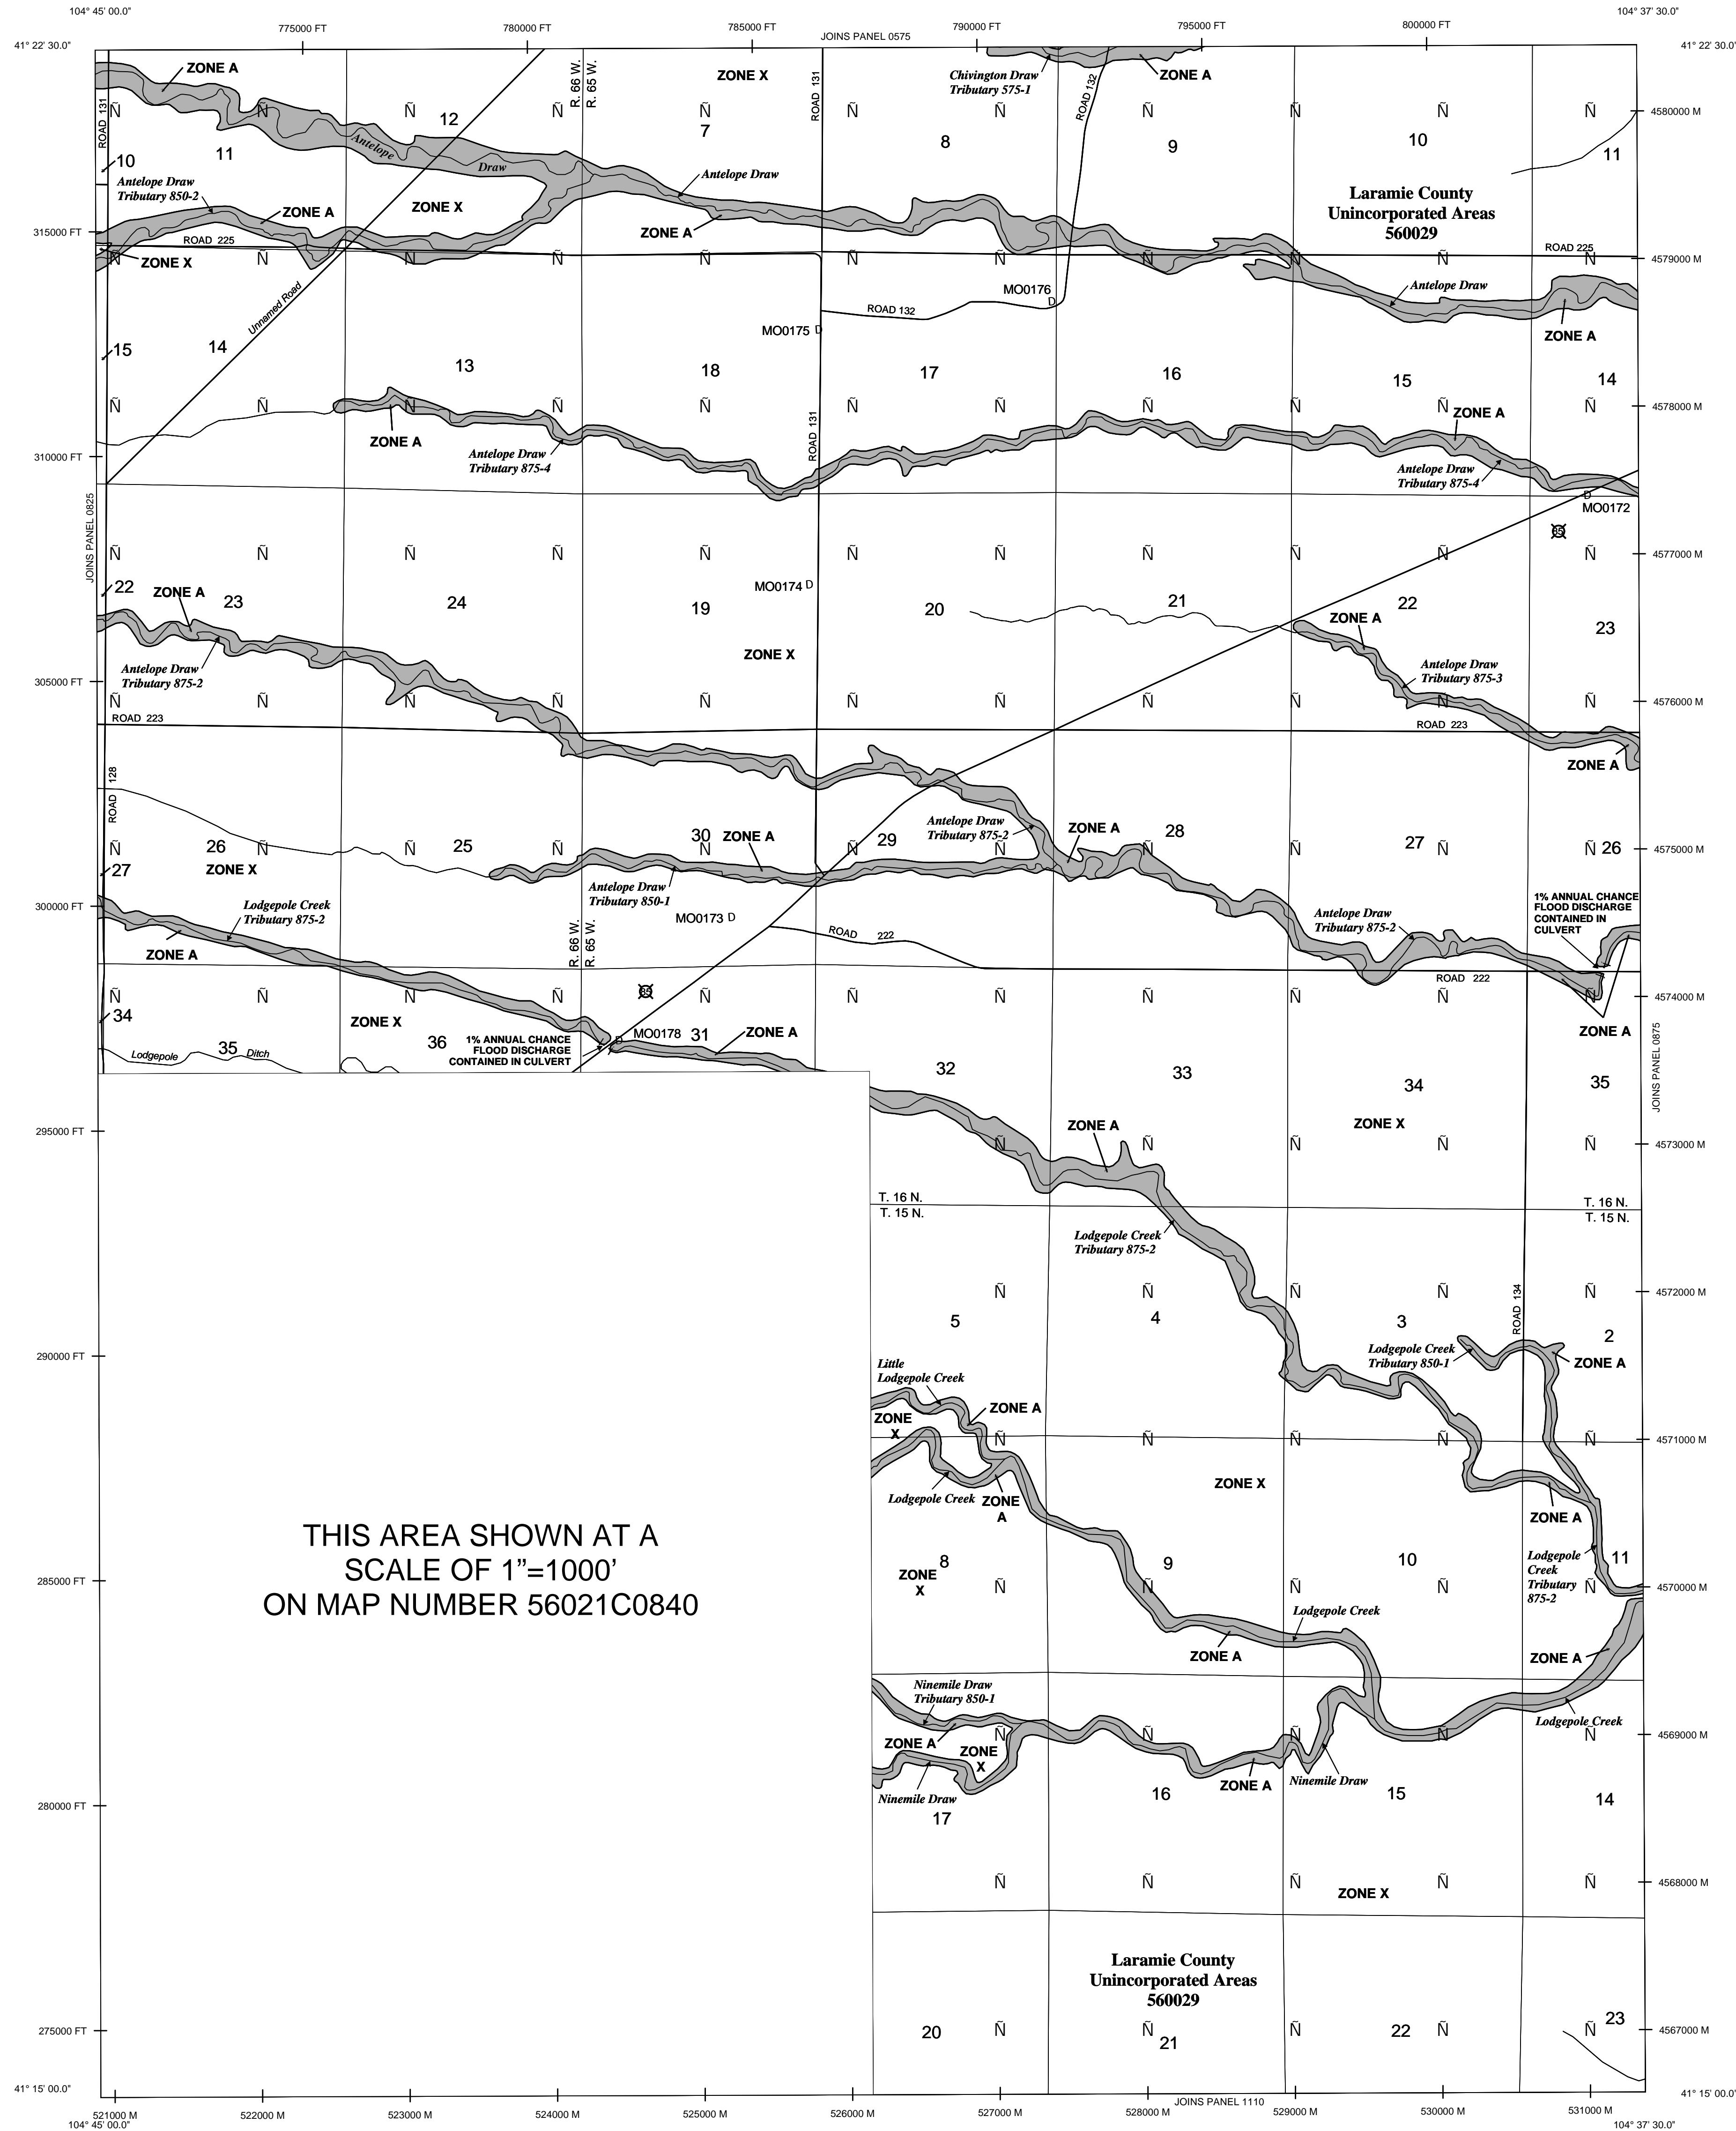 104° 45' 00.0"
104° 37' 30.0"
775000 FT
780000 FT
785000 FT
790000 FT
795000 FT
800000 FT
JOINS PANEL 0575
41° 22' 30.0"
41° 22' 30.0"
ZONE A
R. 66 W.
R. 65 W.
ZONE X
ROAD 131
Chivington Draw
Tributary 575-1
ROAD 132
ZONE A
ROAD 131
Ñ Ñ Ñ Ñ Ñ Ñ Ñ Ñ Ñ Ñ Ñ
4580000 M
12
7
8
9
10
11
10
11
Antelope
Draw
Antelope Draw
Antelope Draw
Tributary 850-2
ZONE A
ZONE X
ZONE A
Laramie County
Unincorporated Areas
560029
315000 FT
ROAD 225
ROAD 225
ZONE X
Ñ Ñ Ñ Ñ Ñ Ñ Ñ Ñ Ñ Ñ Ñ
4579000 M
Unnamed Road
MO0176 D
ROAD 132
MO0175 D
Antelope Draw
ZONE A
15
14
13
18
17
16
15
14
Ñ Ñ Ñ Ñ Ñ Ñ Ñ Ñ Ñ Ñ Ñ
4578000 M
ZONE A
ROAD 131
ZONE A
310000 FT
Antelope Draw
Tributary 875-4
Antelope Draw
Tributary 875-4
D
MO0172
85
JOINS PANEL 0825
Ñ Ñ Ñ Ñ Ñ Ñ Ñ Ñ Ñ Ñ
4577000 M
22
ZONE A
23
24
MO0174 D
19
20
21
22
23
ZONE A
ZONE X
Antelope Draw
Tributary 875-2
Antelope Draw
Tributary 875-3
305000 FT
Ñ Ñ Ñ Ñ Ñ Ñ Ñ Ñ Ñ Ñ Ñ
4576000 M
ROAD 223
ROAD 223
ZONE A
ROAD 128
Antelope Draw
Tributary 875-2
ZONE A
28
30
ZONE A
29
27
26
25
26
Ñ Ñ Ñ Ñ Ñ Ñ Ñ Ñ Ñ Ñ
4575000 M
27
ZONE X
Antelope Draw
Tributary 850-1
1% ANNUAL CHANCE
FLOOD DISCHARGE
CONTAINED IN
CULVERT
300000 FT
Lodgepole Creek
Tributary 875-2
MO0173 D
Antelope Draw
Tributary 875-2
ROAD 222
R. 66 W.
R. 65 W.
ZONE A
ROAD 222
85
Ñ Ñ Ñ Ñ Ñ Ñ Ñ Ñ Ñ Ñ
4574000 M
34
ZONE X
ZONE A
35
36
1% ANNUAL CHANCE
FLOOD DISCHARGE
CONTAINED IN CULVERT
D
MO0178
31
ZONE A
Lodgepole Ditch
32
33
34
35
JOINS PANEL 0875
295000 FT
ZONE A
ZONE X
Ñ Ñ Ñ Ñ Ñ
4573000 M
T. 16 N.
T. 15 N.
T. 16 N.
T. 15 N.
Lodgepole Creek
Tributary 875-2
Ñ Ñ Ñ Ñ Ñ
4572000 M
ROAD 134
5
4
3
2
290000 FT
Lodgepole Creek
Tributary 850-1
ZONE A
Little
Lodgepole Creek
ZONE A
ZONE
X
Ñ Ñ Ñ Ñ Ñ
4571000 M
ZONE X
Lodgepole Creek
ZONE
A
ZONE A
THIS AREA SHOWN AT A
SCALE OF 1”=1000’
ON MAP NUMBER 56021C0840
8
9
10
11
Lodgepole
Creek
Tributary
875-2
285000 FT
ZONE
X
Ñ Ñ Ñ Ñ Ñ
4570000 M
Lodgepole Creek
ZONE A
ZONE A
Ninemile Draw
Tributary 850-1
Lodgepole Creek
Ñ Ñ Ñ Ñ Ñ
4569000 M
ZONE A
ZONE
X
Ninemile Draw
ZONE A
Ninemile Draw
280000 FT
17
16
15
14
Ñ Ñ Ñ Ñ Ñ
4568000 M
ZONE X
Laramie County
Unincorporated Areas
560029
275000 FT
20
21
22
23
Ñ Ñ Ñ Ñ Ñ
4567000 M
41° 15' 00.0"
41° 15' 00.0"
JOINS PANEL 1110
521000 M
522000 M
523000 M
524000 M
525000 M
526000 M
527000 M
528000 M
529000 M
530000 M
531000 M
104° 45' 00.0"
104° 37' 30.0"